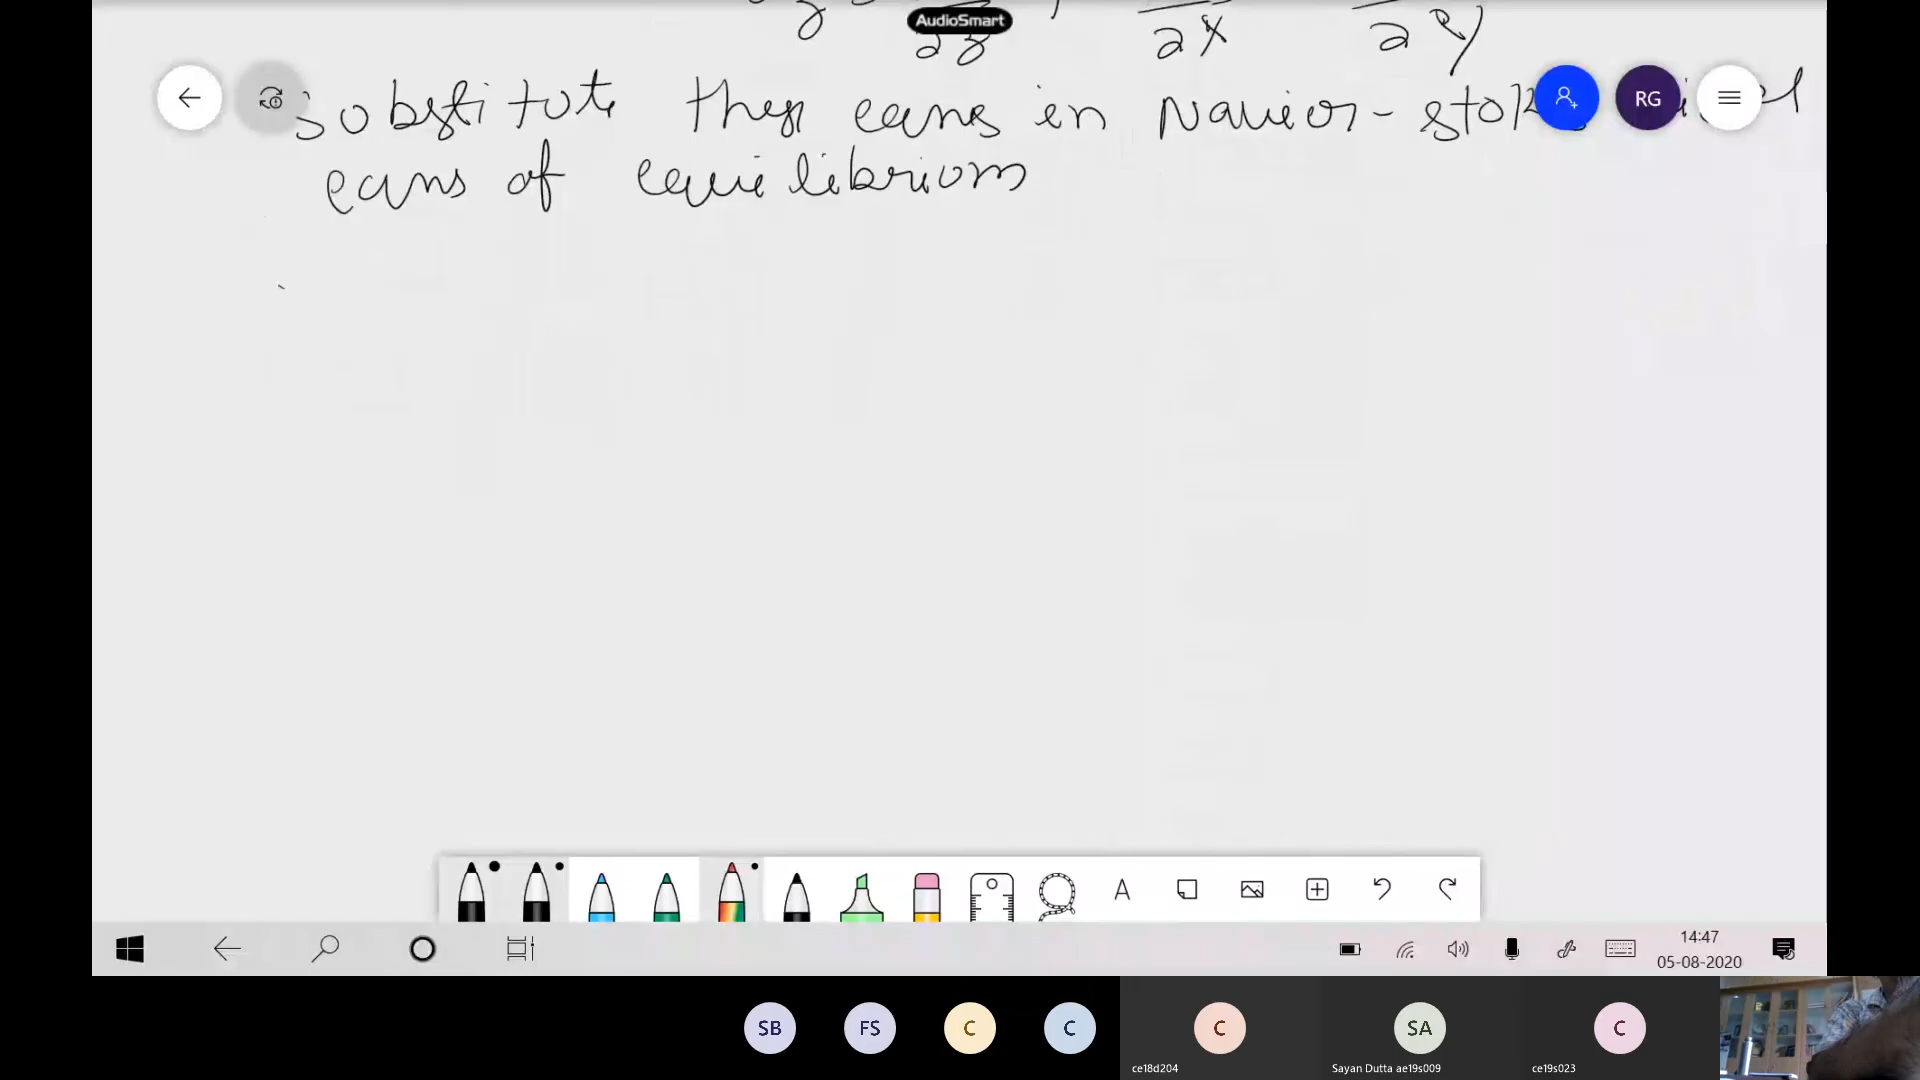 AudioSmart
∂z ∂x ∂y
substitute these eqns in Navier-stokes
RG
eqns of equilibrium
A
14:47
05-08-2020
SB FS C C C SA C
ce18d204 Sayan Dutta ae19s009 ce19s023